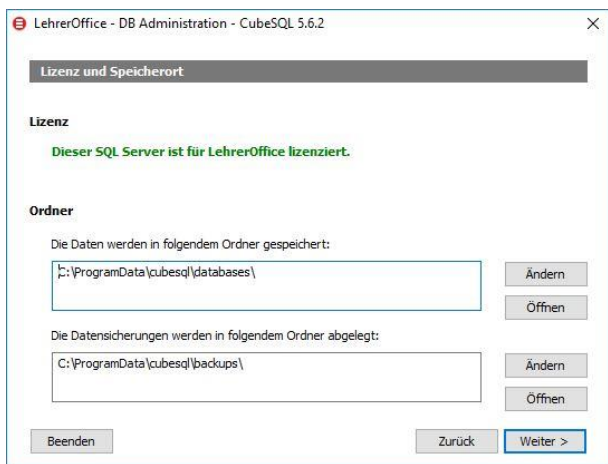 LehrerOffice - DB Administration - CubeSQL 5.6.2
Lizenz und Speicherort
Lizenz
Dieser SQL Server ist für LehrerOffice lizenziert.
Ordner
Die Daten werden in folgendem Ordner gespeichert:
C:\ProgramData\cubesql\databases\
Ändern
Öffnen
Die Datensicherungen werden in folgendem Ordner abgelegt:
C:\ProgramData\cubesql\backups\
Ändern
Öffnen
Beenden Zurück Weiter >